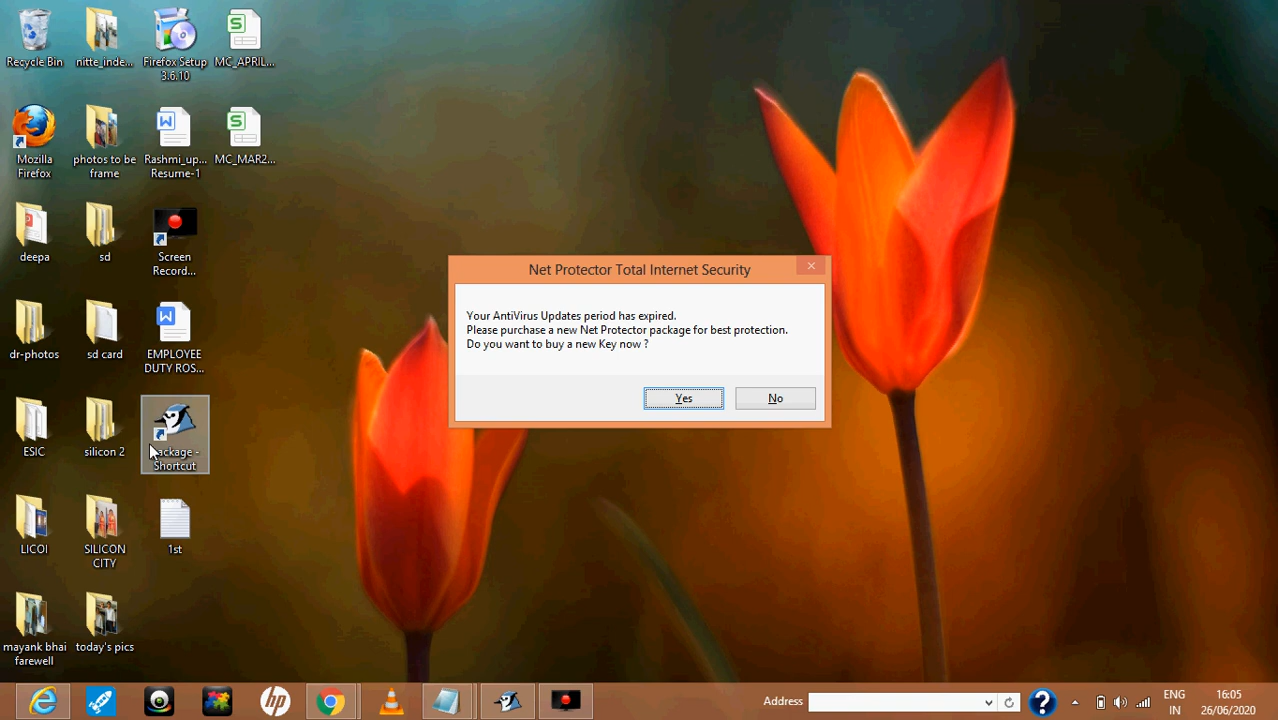 Recycle Bin
nitte_inde...
Firefox Setup
3.6.10
MC_APRIL...
Mozilla
Firefox
photos to be
frame
Rashmi_up...
Resume-1
MC_MAR2...
deepa
sd
Screen
Record...
dr-photos
sd card
EMPLOYEE
DUTY ROS...
ESIC
silicon 2
Package -
Shortcut
LICOI
SILICON
CITY
1st
mayank bhai
farewell
today's pics
Net Protector Total Internet Security
Your AntiVirus Updates period has expired.
Please purchase a new Net Protector package for best protection.
Do you want to buy a new Key now ?
Yes
No
Address
ENG
IN
16:05
26/06/2020